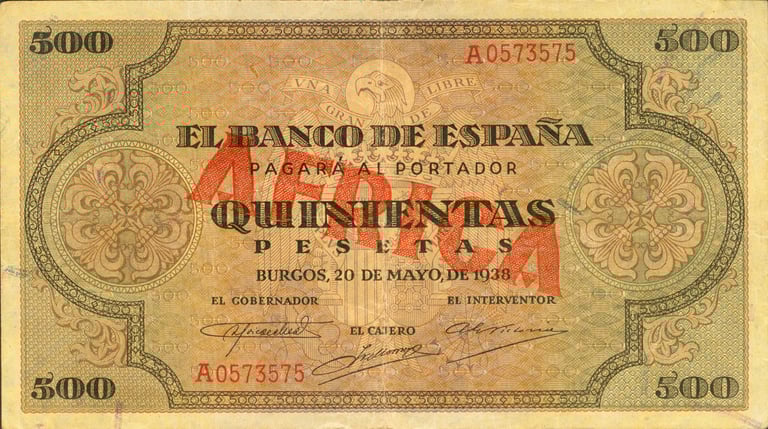 500 500
A0573575
VNA LIBRE
GRANDE
EL BANCO DE ESPAÑA
PAGARÁ AL PORTADOR
AFRICA
QUINIENTAS
PESETAS
BURGOS, 20 DE MAYO, DE 1938
EL GOBERNADOR EL INTERVENTOR
EL CAJERO
A0573575
500 500